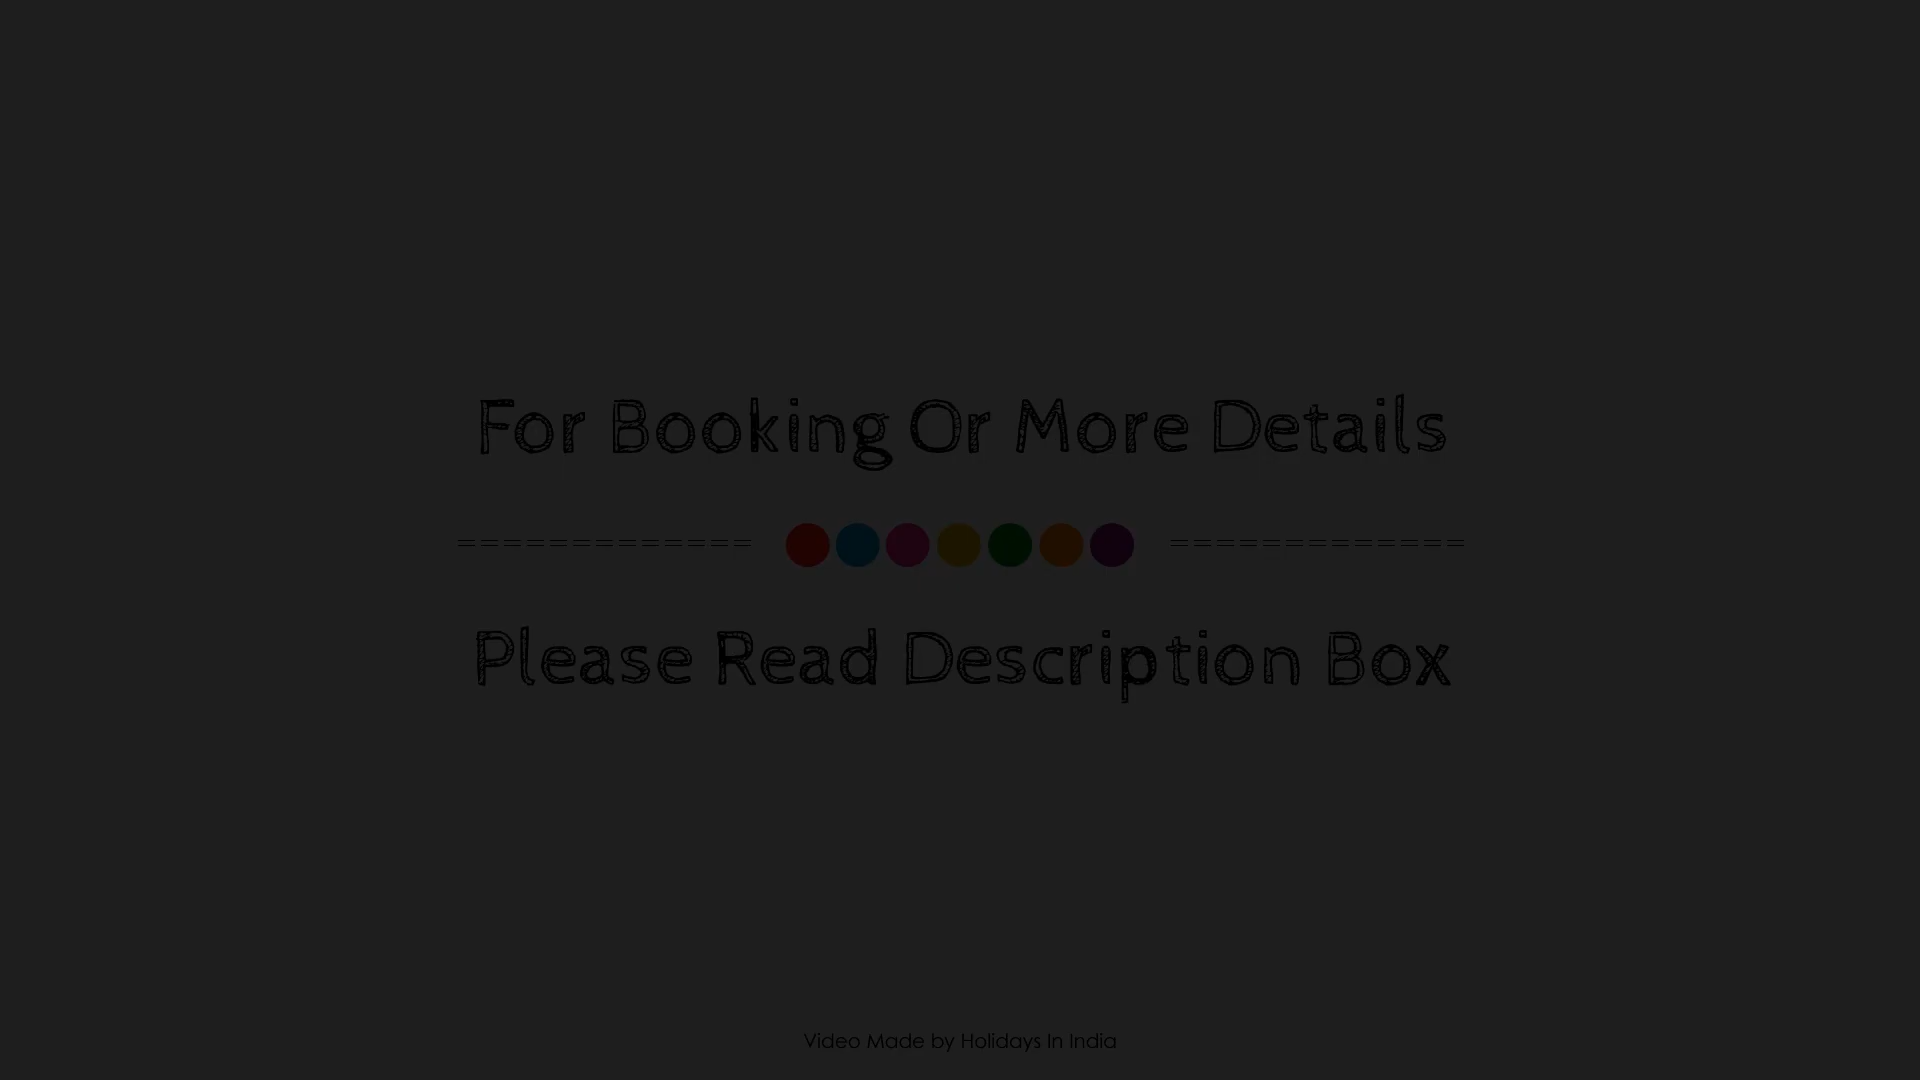 For Booking Or More Details
============= =============
Please Read Description Box
Video Made by Holidays In India